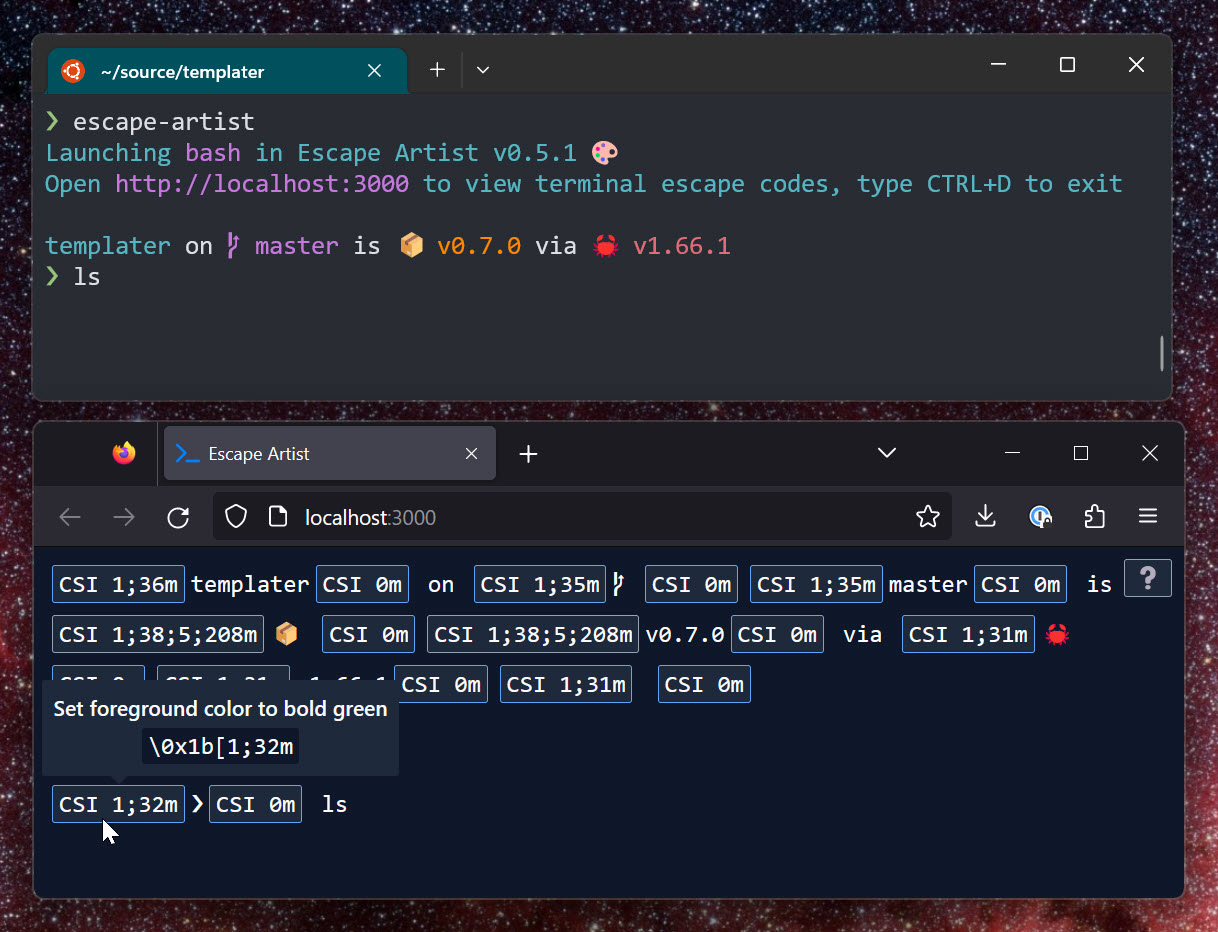 ~/source/templater
❯ escape-artist
Launching bash in Escape Artist v0.5.1 🎨
Open http://localhost:3000 to view terminal escape codes, type CTRL+D to exit
templater on master is 📦 v0.7.0 via 🦀 v1.66.1
❯ ls
Escape Artist
localhost:3000
CSI 1;36m templater CSI 0m on CSI 1;35m CSI 0m CSI 1;35m master CSI 0m is ?
CSI 1;38;5;208m 📦 CSI 0m CSI 1;38;5;208m v0.7.0 CSI 0m via CSI 1;31m 🦀
CSI 0m CSI 1;31m CSI 0m
Set foreground color to bold green
\0x1b[1;32m
CSI 1;32m ❯ CSI 0m ls